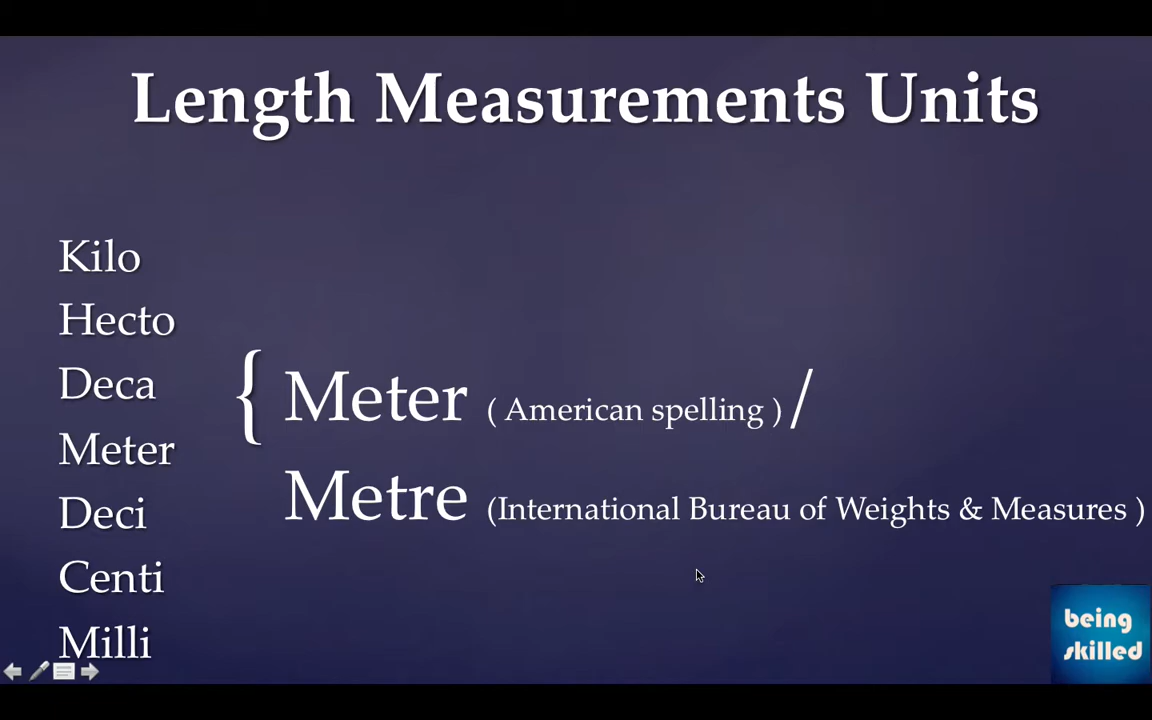 Length Measurements Units
Kilo
Hecto
Deca
{ Meter ( American spelling ) /
Meter
Metre (International Bureau of Weights & Measures )
Deci
Centi
Milli
being
skilled